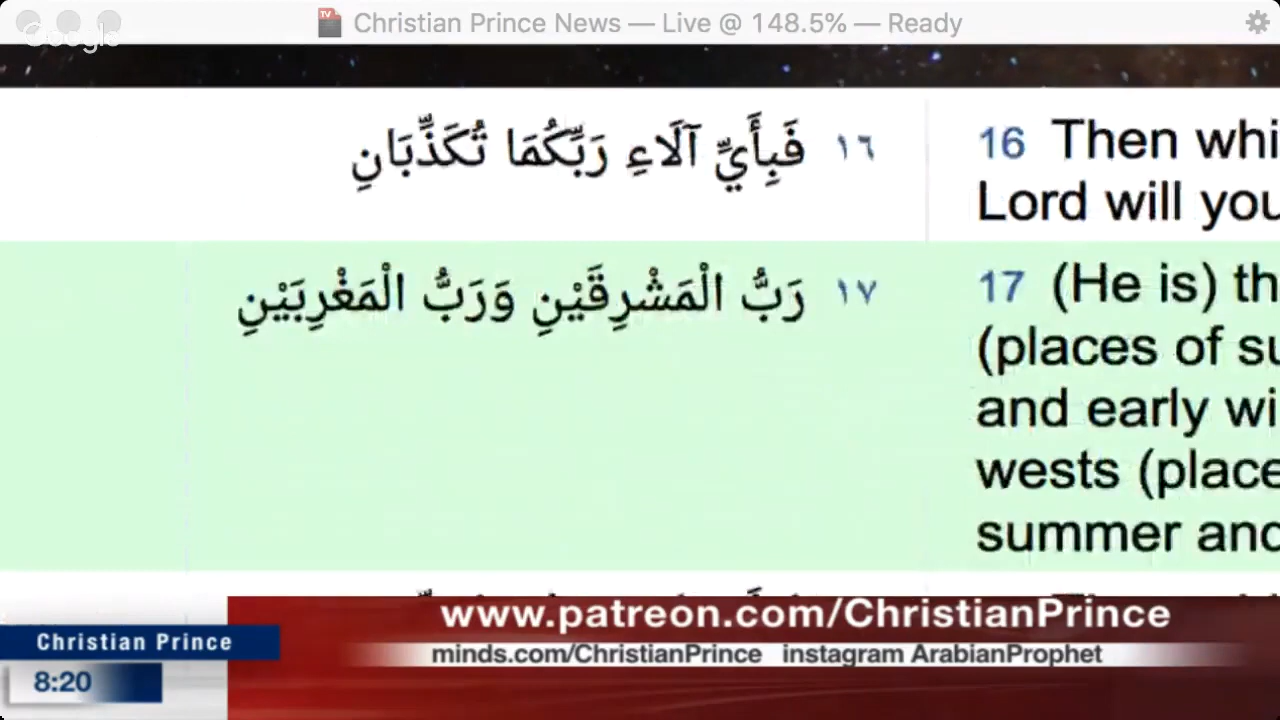 Christian Prince News — Live @ 148.5% — Ready
Google
فَبِأَيِّ آلَاءِ رَبِّكُمَا تُكَذِّبَانِ ١٦
16 Then whi
Lord will you
رَبُّ الْمَشْرِقَيْنِ وَرَبُّ الْمَغْرِبَيْنِ ١٧
17 (He is) th
(places of su
and early wi
wests (place
summer and
www.patreon.com/ChristianPrince
Christian Prince
minds.com/ChristianPrince instagram ArabianProphet
8:20